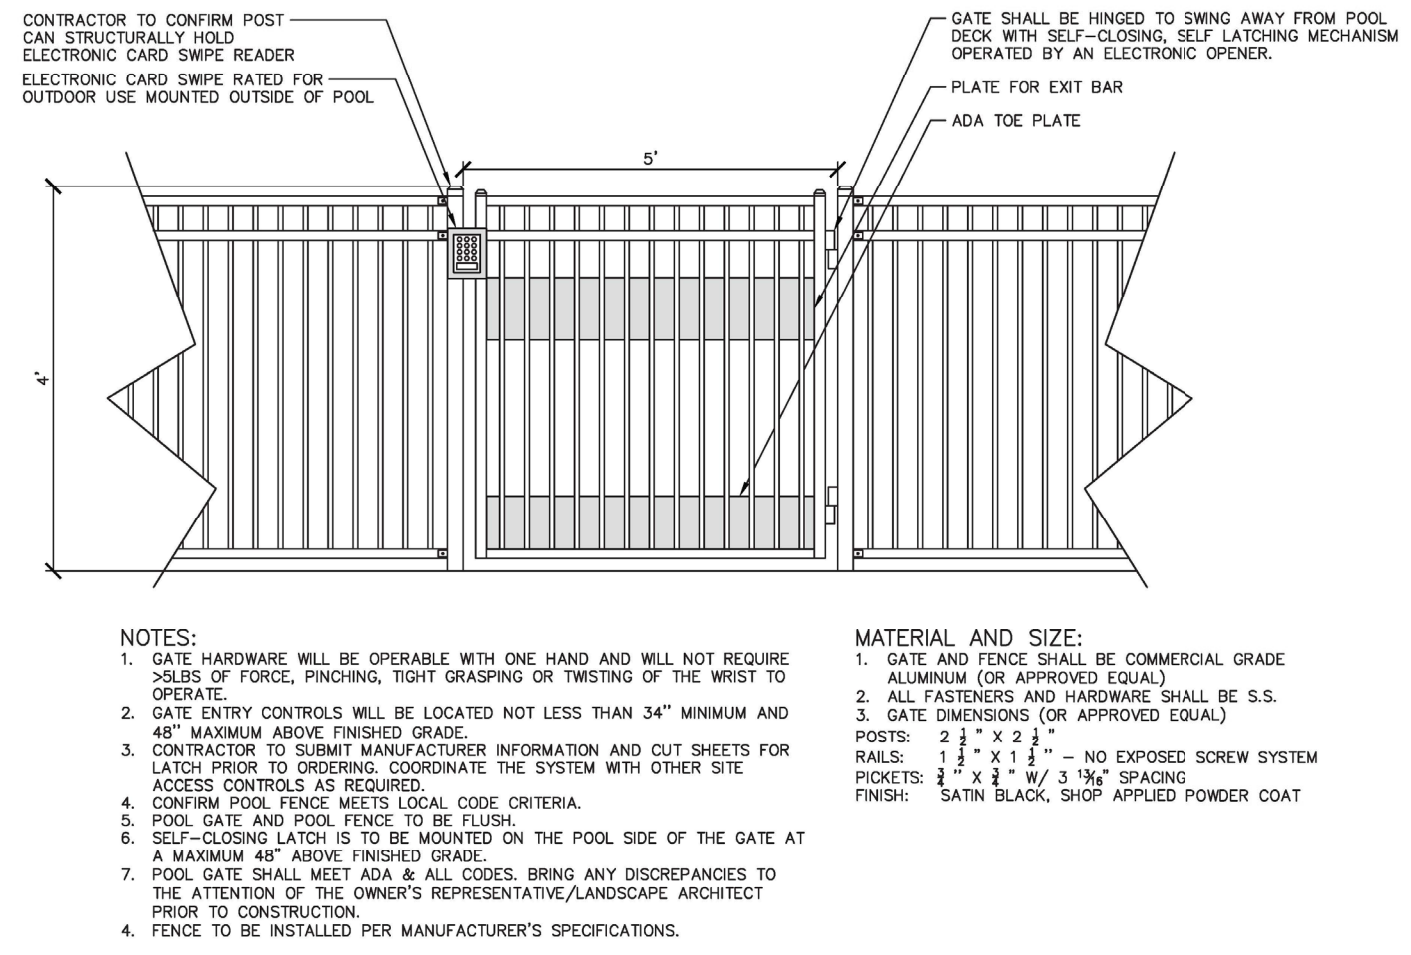 CONTRACTOR TO CONFIRM POST
CAN STRUCTURALLY HOLD
ELECTRONIC CARD SWIPE READER
ELECTRONIC CARD SWIPE RATED FOR
OUTDOOR USE MOUNTED OUTSIDE OF POOL
GATE SHALL BE HINGED TO SWING AWAY FROM POOL
DECK WITH SELF-CLOSING, SELF LATCHING MECHANISM
OPERATED BY AN ELECTRONIC OPENER.
PLATE FOR EXIT BAR
ADA TOE PLATE
5'
4'
NOTES:
1. GATE HARDWARE WILL BE OPERABLE WITH ONE HAND AND WILL NOT REQUIRE
>5LBS OF FORCE, PINCHING, TIGHT GRASPING OR TWISTING OF THE WRIST TO
OPERATE.
2. GATE ENTRY CONTROLS WILL BE LOCATED NOT LESS THAN 34" MINIMUM AND
48" MAXIMUM ABOVE FINISHED GRADE.
3. CONTRACTOR TO SUBMIT MANUFACTURER INFORMATION AND CUT SHEETS FOR
LATCH PRIOR TO ORDERING. COORDINATE THE SYSTEM WITH OTHER SITE
ACCESS CONTROLS AS REQUIRED.
4. CONFIRM POOL FENCE MEETS LOCAL CODE CRITERIA.
5. POOL GATE AND POOL FENCE TO BE FLUSH.
6. SELF-CLOSING LATCH IS TO BE MOUNTED ON THE POOL SIDE OF THE GATE AT
A MAXIMUM 48" ABOVE FINISHED GRADE.
7. POOL GATE SHALL MEET ADA & ALL CODES. BRING ANY DISCREPANCIES TO
THE ATTENTION OF THE OWNER'S REPRESENTATIVE/LANDSCAPE ARCHITECT
PRIOR TO CONSTRUCTION.
4. FENCE TO BE INSTALLED PER MANUFACTURER'S SPECIFICATIONS.
MATERIAL AND SIZE:
1. GATE AND FENCE SHALL BE COMMERCIAL GRADE
ALUMINUM (OR APPROVED EQUAL)
2. ALL FASTENERS AND HARDWARE SHALL BE S.S.
3. GATE DIMENSIONS (OR APPROVED EQUAL)
POSTS: 2 1/2" X 2 1/2"
RAILS: 1 1/2" X 1 1/2" - NO EXPOSED SCREW SYSTEM
PICKETS: 3/4" X 3/4" W/ 3 13/16" SPACING
FINISH: SATIN BLACK, SHOP APPLIED POWDER COAT